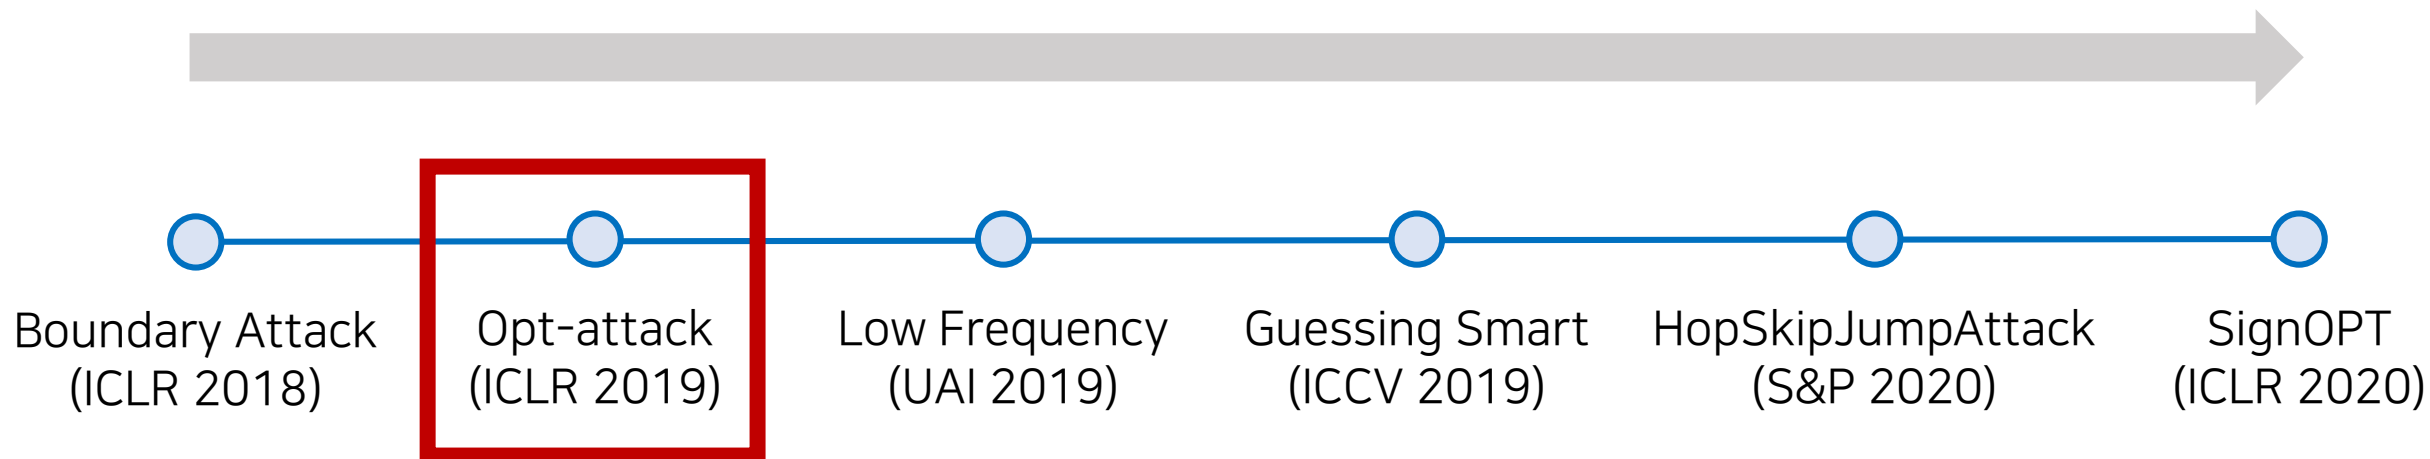 Boundary Attack
(ICLR 2018)
Opt-attack
(ICLR 2019)
Low Frequency
(UAI 2019)
Guessing Smart
(ICCV 2019)
HopSkipJumpAttack
(S&P 2020)
SignOPT
(ICLR 2020)